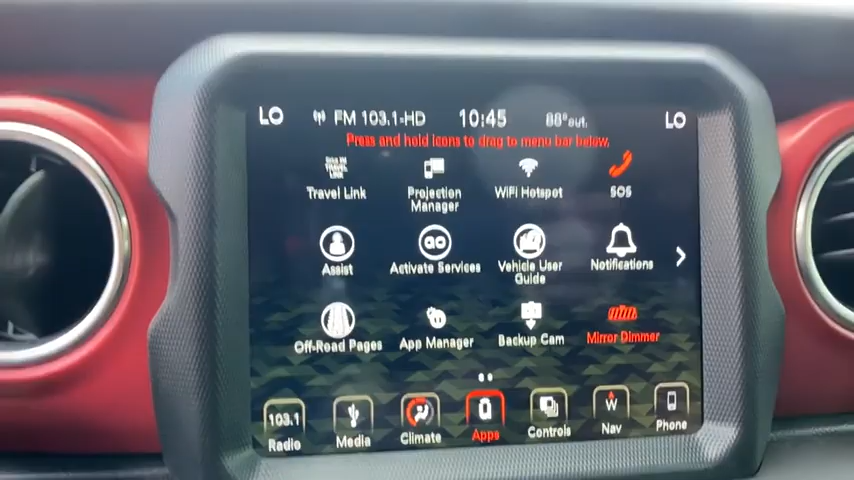 LO FM 103.1-HD 10:45 88°out. LO
Press and hold icons to drag to menu bar below.
Travel Link
Projection Manager
WiFi Hotspot
SOS
Assist
GO
Activate Services
Vehicle User Guide
Notifications
Off-Road Pages
App Manager
Backup Cam
Mirror Dimmer
103.1
Radio
Media
Climate
Apps
Controls
W
Nav
Phone